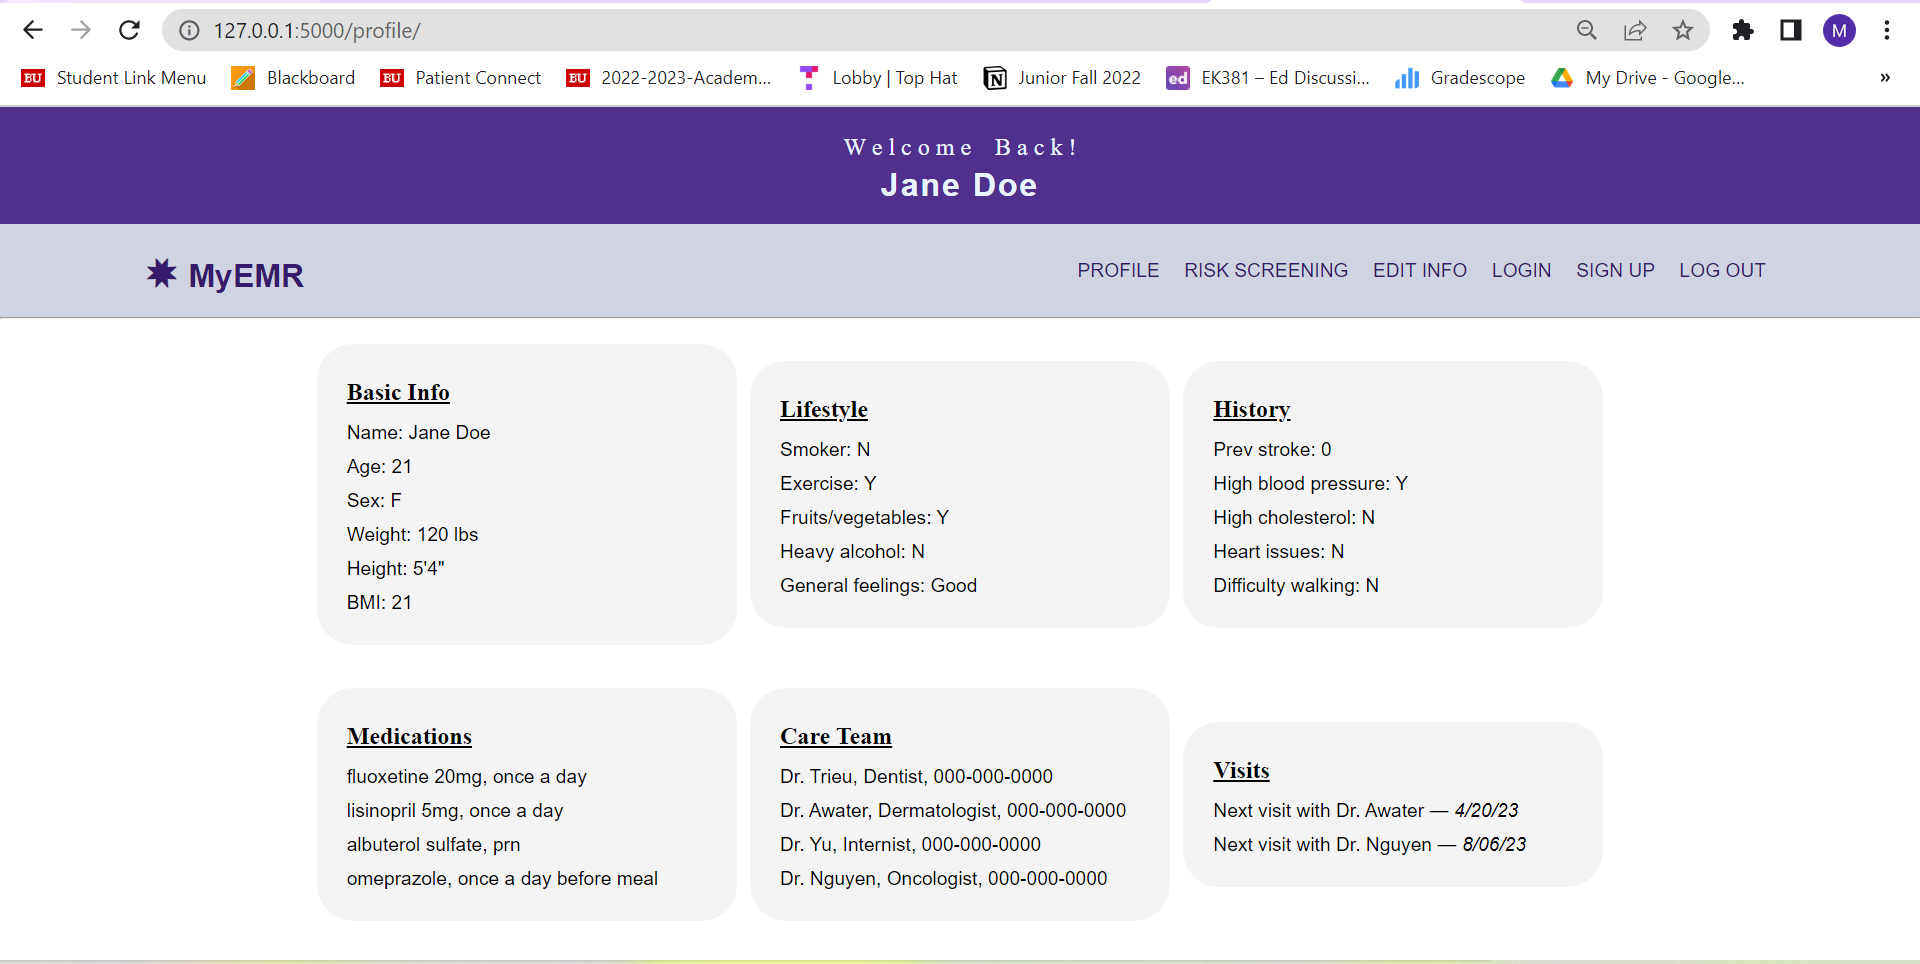 127.0.0.1:5000/profile/
M
BU Student Link Menu
Blackboard
BU Patient Connect
BU 2022-2023-Academ...
Lobby | Top Hat
N Junior Fall 2022
ed EK381 – Ed Discussi...
Gradescope
My Drive - Google...
»
Welcome Back!
Jane Doe
MyEMR
PROFILE RISK SCREENING EDIT INFO LOGIN SIGN UP LOG OUT
Basic Info
Name: Jane Doe
Age: 21
Sex: F
Weight: 120 lbs
Height: 5'4"
BMI: 21
Lifestyle
Smoker: N
Exercise: Y
Fruits/vegetables: Y
Heavy alcohol: N
General feelings: Good
History
Prev stroke: 0
High blood pressure: Y
High cholesterol: N
Heart issues: N
Difficulty walking: N
Medications
fluoxetine 20mg, once a day
lisinopril 5mg, once a day
albuterol sulfate, prn
omeprazole, once a day before meal
Care Team
Dr. Trieu, Dentist, 000-000-0000
Dr. Awater, Dermatologist, 000-000-0000
Dr. Yu, Internist, 000-000-0000
Dr. Nguyen, Oncologist, 000-000-0000
Visits
Next visit with Dr. Awater — 4/20/23
Next visit with Dr. Nguyen — 8/06/23